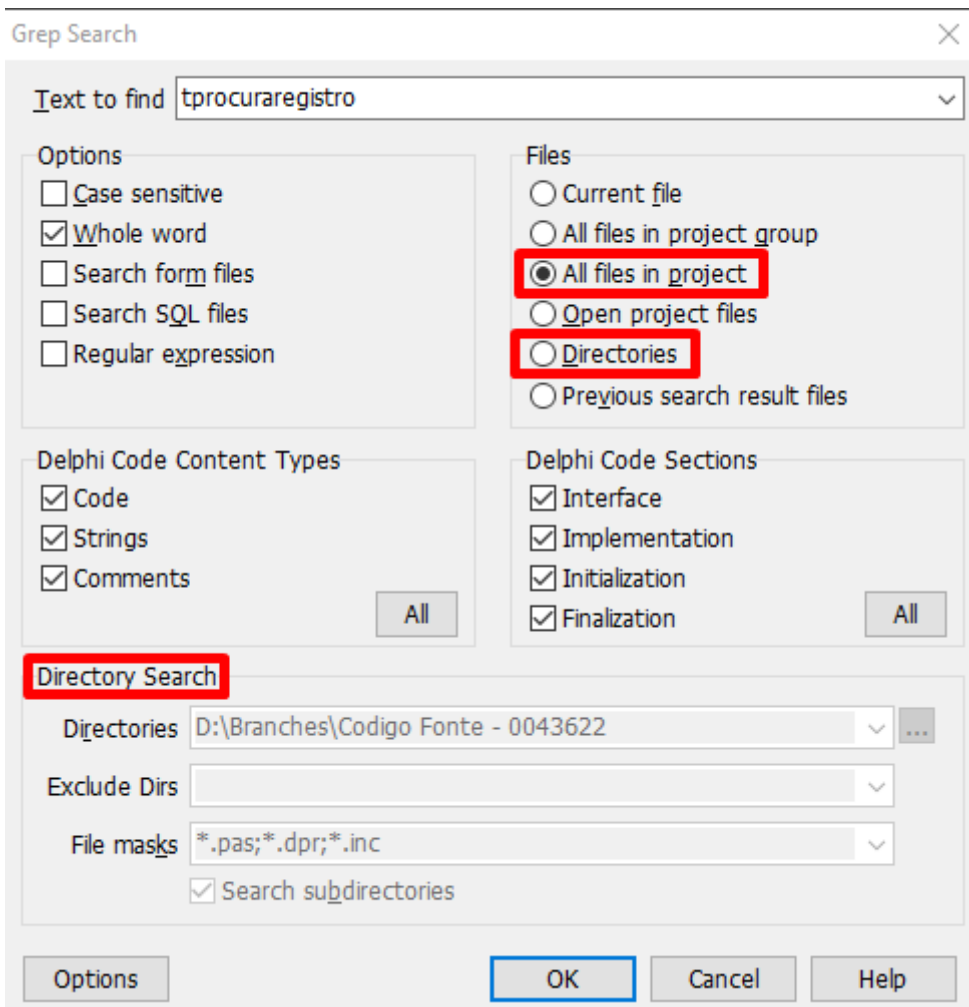 Grep Search
Text to find tprocuraregistro
Options
Case sensitive
Whole word
Search form files
Search SQL files
Regular expression
Files
Current file
All files in project group
All files in project
Open project files
Directories
Previous search result files
Delphi Code Content Types
Code
Strings
Comments
All
Delphi Code Sections
Interface
Implementation
Initialization
Finalization
All
Directory Search
Directories D:\Branches\Codigo Fonte - 0043622 ...
Exclude Dirs
File masks *.pas;*.dpr;*.inc
Search subdirectories
Options OK Cancel Help